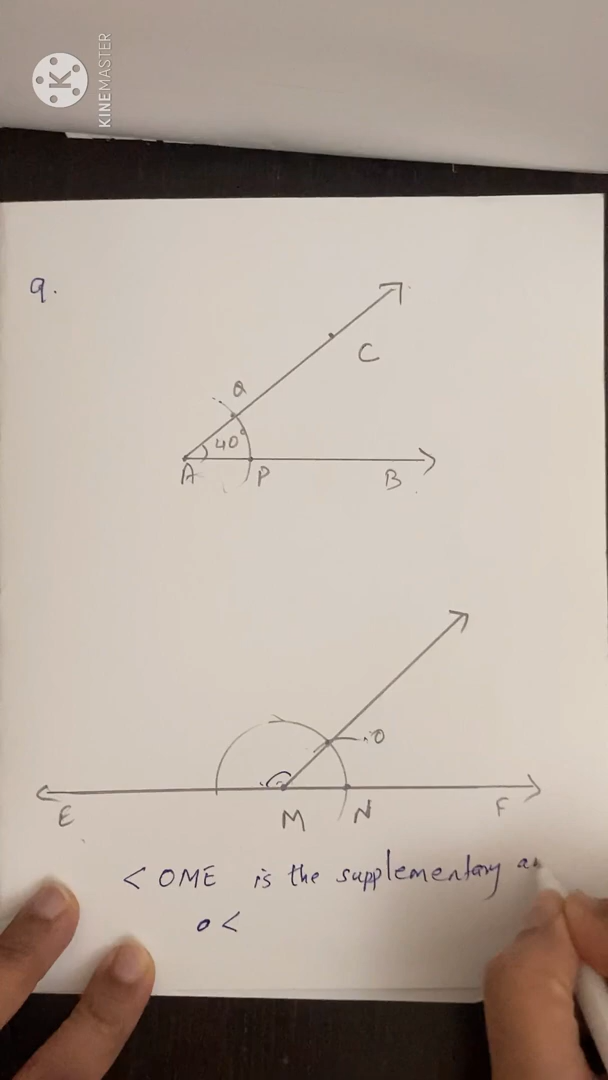 KINEMASTER
9.
C
Q
40°
A P B
O
E M N F
< OME is the supplementary
o <